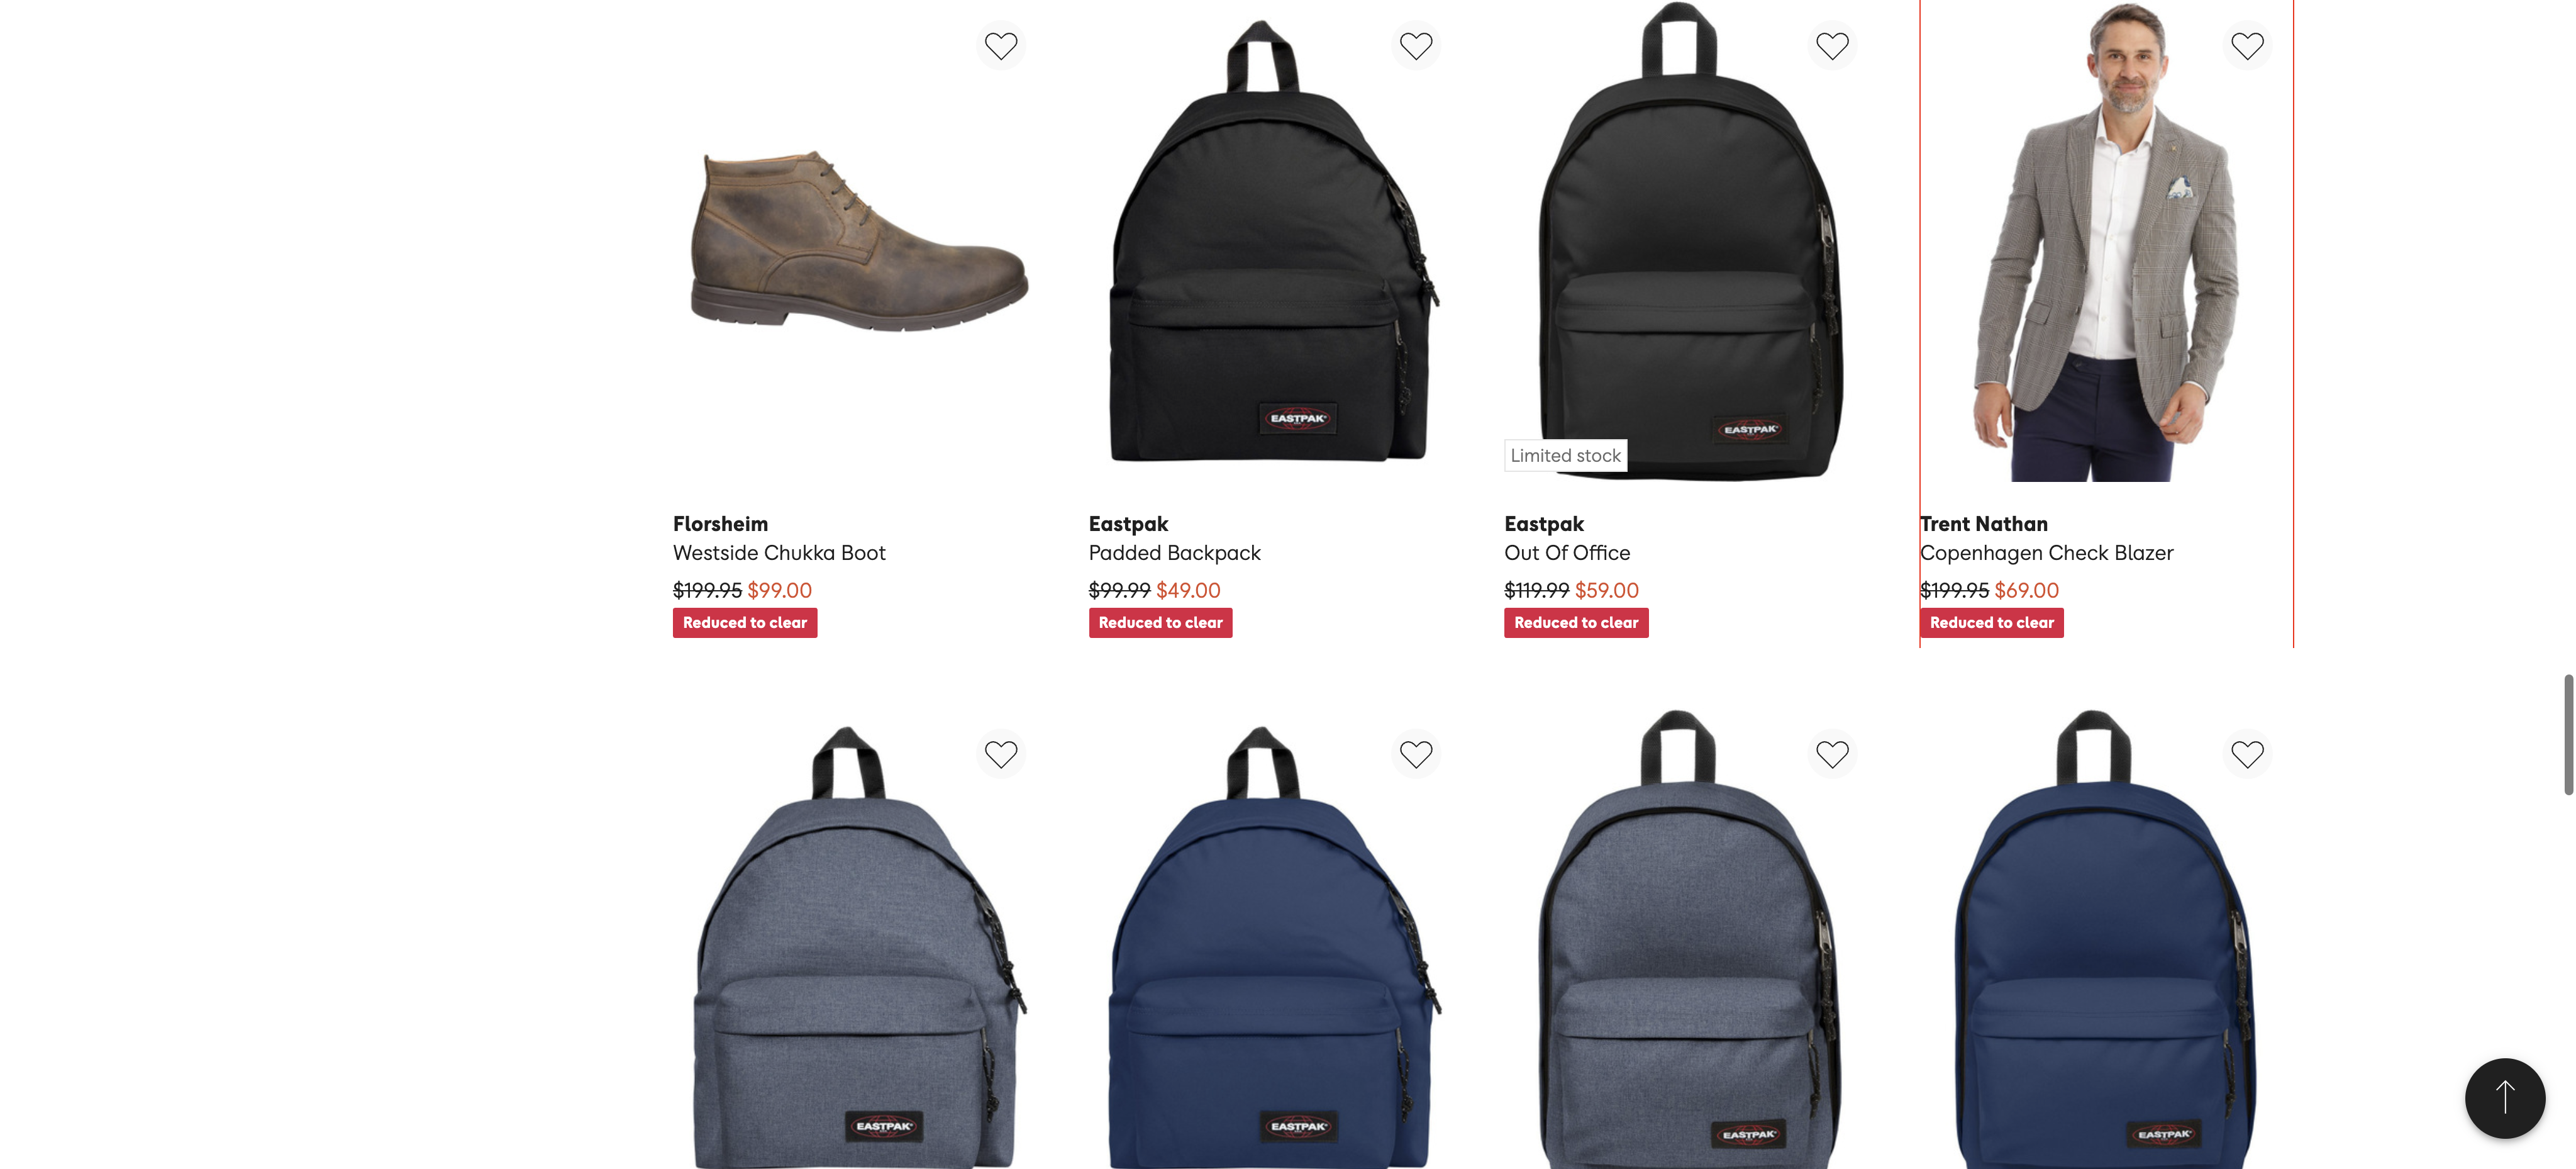 EASTPAK
EASTPAK
Limited stock
Florsheim
Westside Chukka Boot
$199.95 $99.00
Reduced to clear
Eastpak
Padded Backpack
$99.99 $49.00
Reduced to clear
Eastpak
Out Of Office
$119.99 $59.00
Reduced to clear
Trent Nathan
Copenhagen Check Blazer
$199.95 $69.00
Reduced to clear
EASTPAK
EASTPAK
EASTPAK
EASTPAK